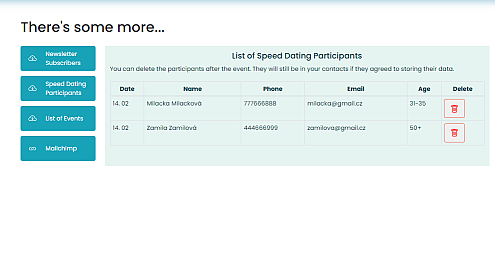 There's some more...
Newsletter
Subscribers
Speed Dating
Participants
List of Events
Mailchimp
List of Speed Dating Participants
You can delete the participants after the event. They will still be in your contacts if they agreed to storing their data.
Date Name Phone Email Age Delete
14. 02 Milacka Milacková 777666888 milacka@gmail.cz 31-35
14. 02 Zamila Zamilová 444666999 zamilova@gmail.cz 50+